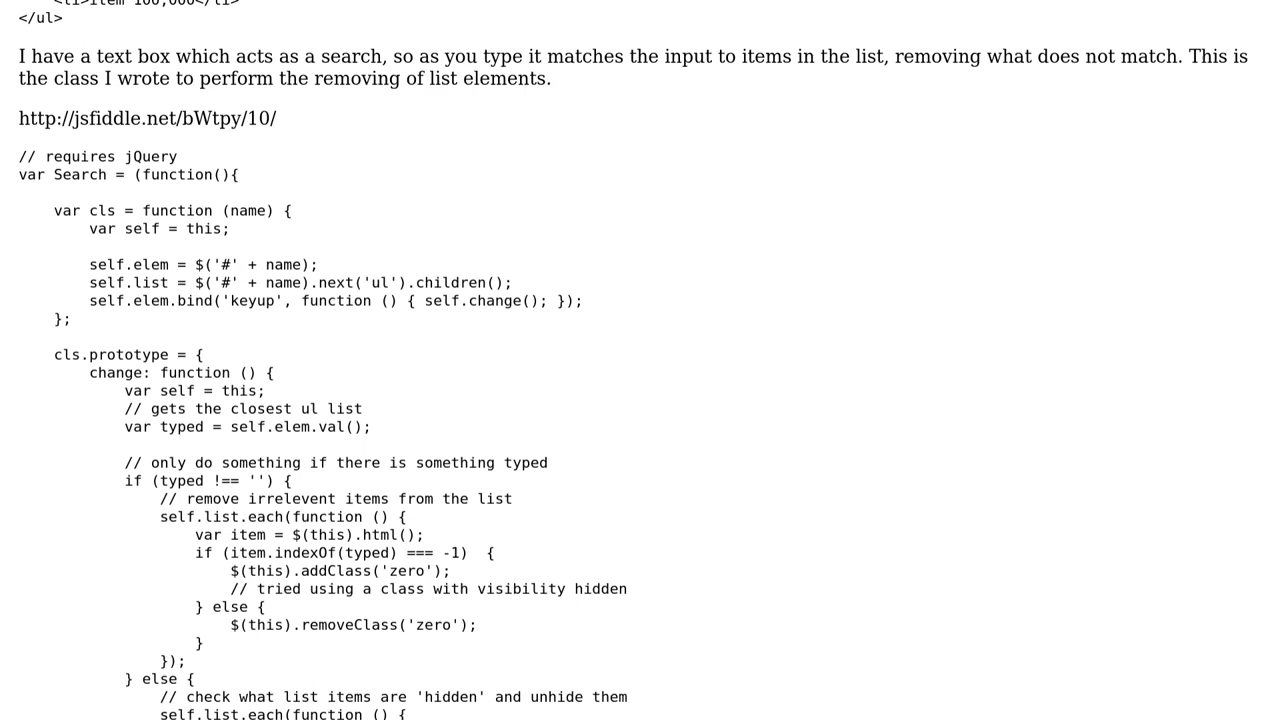 <li>item 100,000</li>
</ul>
I have a text box which acts as a search, so as you type it matches the input to items in the list, removing what does not match. This is
the class I wrote to perform the removing of list elements.
http://jsfiddle.net/bWtpy/10/
// requires jQuery
var Search = (function(){
    var cls = function (name) {
        var self = this;
        self.elem = $('#' + name);
        self.list = $('#' + name).next('ul').children();
        self.elem.bind('keyup', function () { self.change(); });
    };
    cls.prototype = {
        change: function () {
            var self = this;
            // gets the closest ul list
            var typed = self.elem.val();
            // only do something if there is something typed
            if (typed !== '') {
                // remove irrelevent items from the list
                self.list.each(function () {
                    var item = $(this).html();
                    if (item.indexOf(typed) === -1)  {
                        $(this).addClass('zero');
                        // tried using a class with visibility hidden
                    } else {
                        $(this).removeClass('zero');
                    }
                });
            } else {
                // check what list items are 'hidden' and unhide them
                self.list.each(function () {